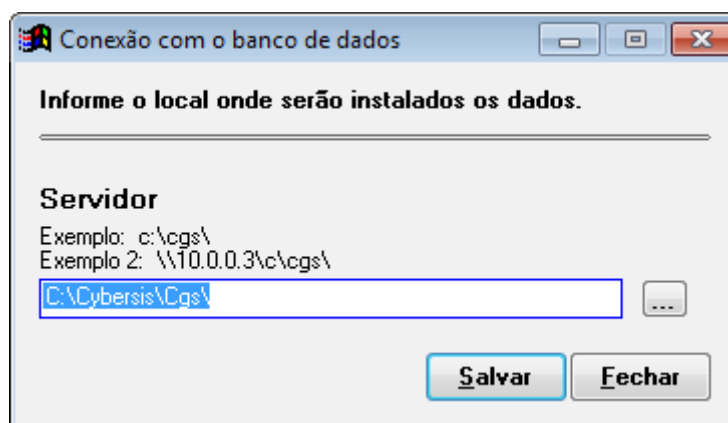 Conexão com o banco de dados
Informe o local onde serão instalados os dados.
Servidor
Exemplo: c:\cgs\
Exemplo 2: \\10.0.0.3\c\cgs\
C:\Cybersis\Cgs\
...
Salvar Fechar